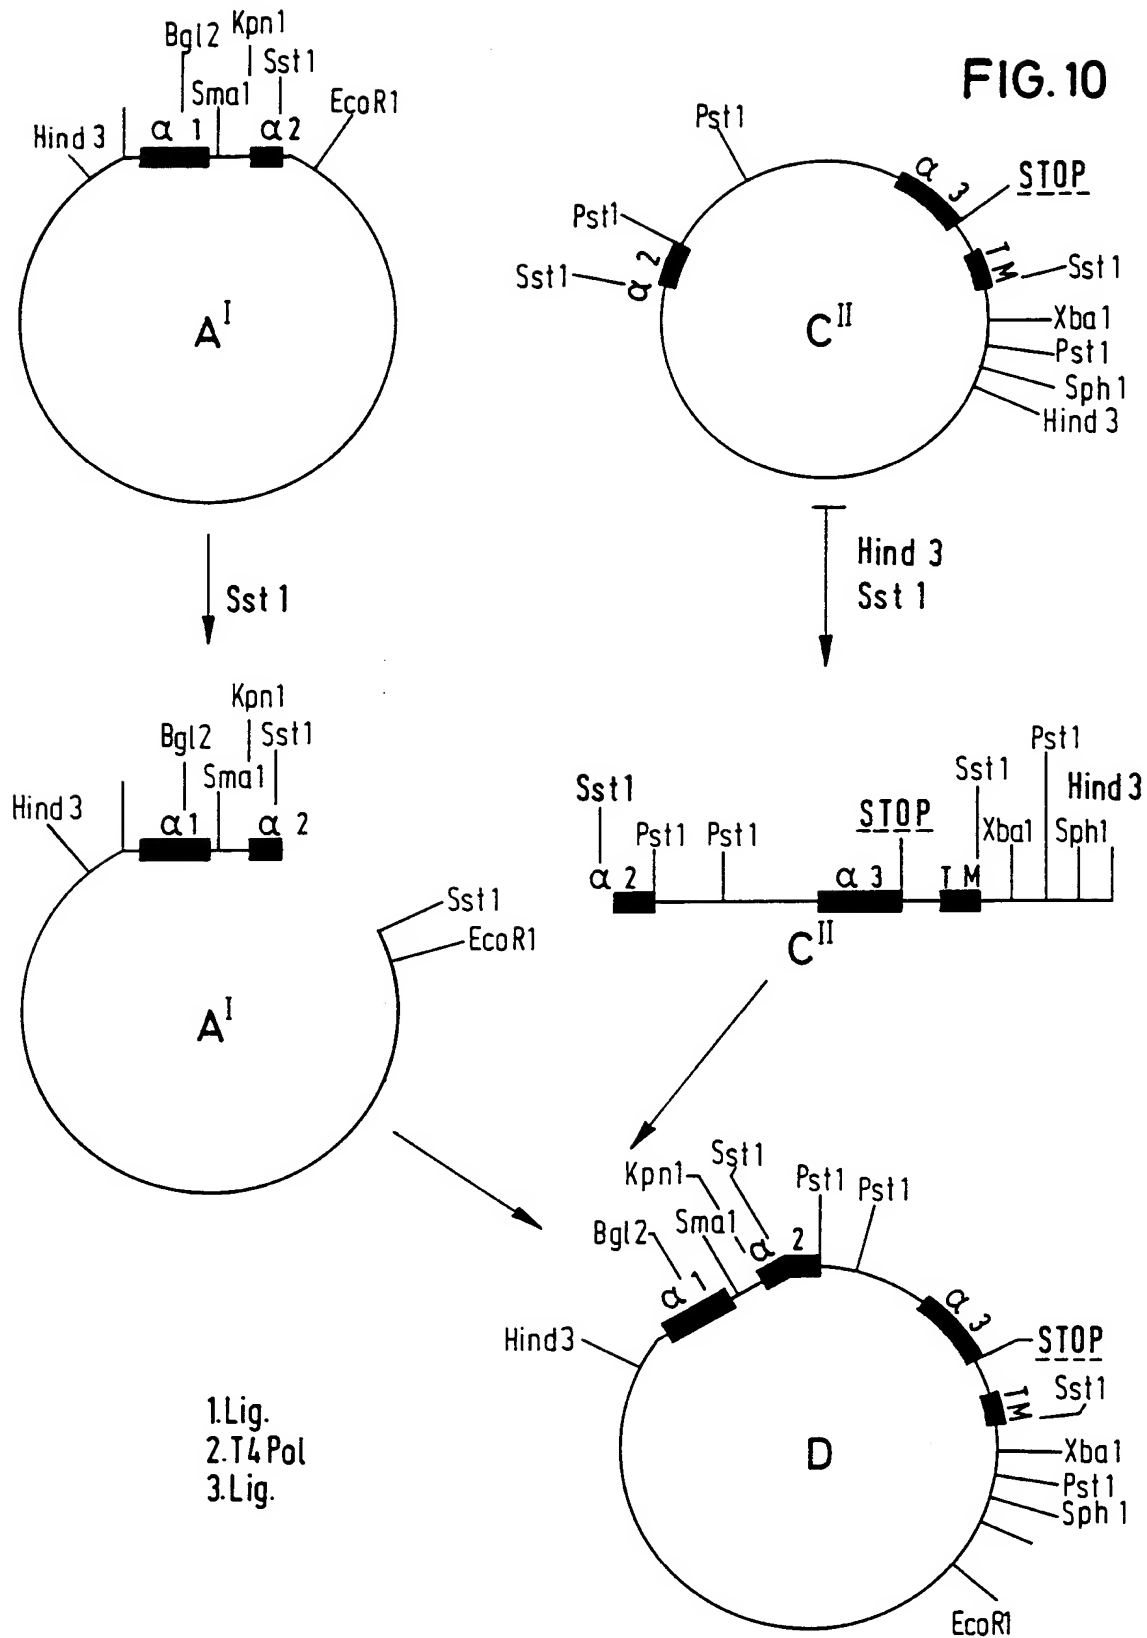 FIG. 10
Kpn1
Bgl2
Sst1
Sma1
EcoR1
Hind 3
α 1
α 2
A^I
Pst1
α 3
STOP
Pst1
Sst1
α 2
TM
Sst1
C^II
Xba1
Pst1
Sph1
Hind 3
Sst 1
Hind 3
Sst 1
Kpn1
Bgl2
Sst1
Sma1
Hind 3
α1
α 2
Sst1
EcoR1
A^I
Pst1
Sst1
Hind 3
Sst1
STOP
Pst1
Pst1
Xba1
Sph1
α 2
α 3
TM
C^II
Sst1
Kpn1
Pst1
Pst1
Bgl2
Sma1
α 2
α 1
α 3
Hind3
STOP
TM
Sst1
D
Xba1
Pst1
Sph 1
EcoR1
1.Lig.
2.T4 Pol
3.Lig.